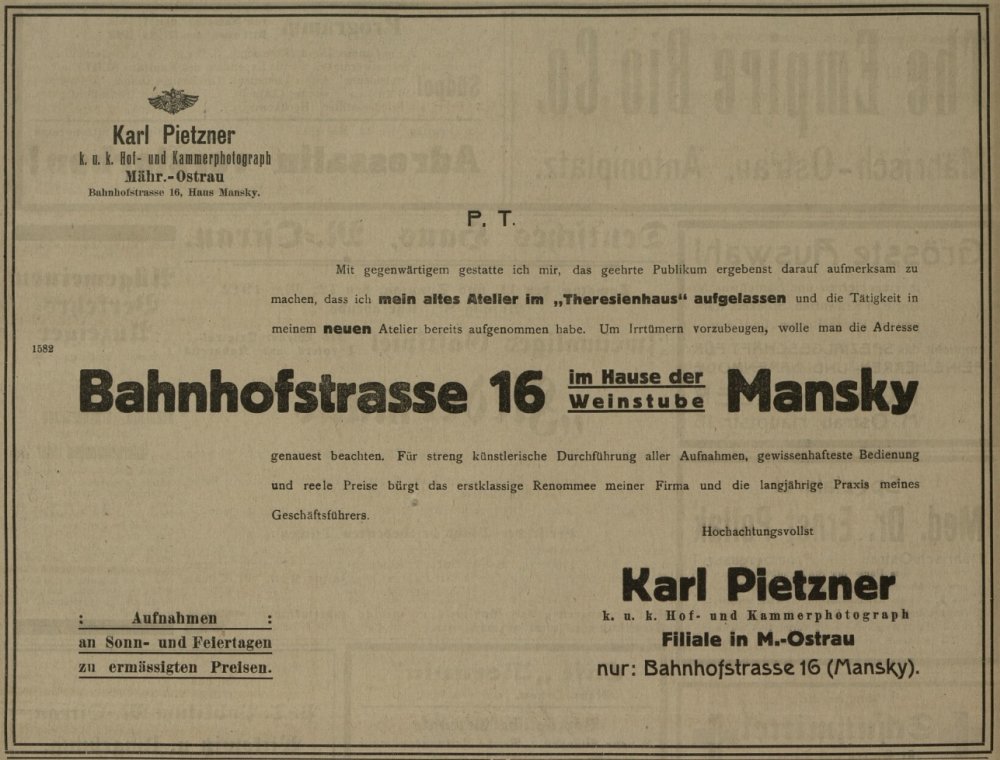 Karl Pietzner
k. u. k. Hof- und Kammerphotograph
Mähr.-Ostrau
Bahnhofstrasse 16, Haus Mansky.
P. T.
Mit gegenwärtigem gestatte ich mir, das geehrte Publikum ergebenst darauf aufmerksam zu
machen, dass ich mein altes Atelier im „Theresienhaus“ aufgelassen und die Tätigkeit in
meinem neuen Atelier bereits aufgenommen habe. Um Irrtümern vorzubeugen, wolle man die Adresse
1582
Bahnhofstrasse 16 im Hause der Weinstube Mansky
genauest beachten. Für streng künstlerische Durchführung aller Aufnahmen, gewissenhafteste Bedienung
und reele Preise bürgt das erstklassige Renommee meiner Firma und die langjährige Praxis meines
Geschäftsführers.
Hochachtungsvollst
Karl Pietzner
k. u. k. Hof- und Kammerphotograph
Filiale in M.-Ostrau
nur: Bahnhofstrasse 16 (Mansky).
: Aufnahmen :
an Sonn- und Feiertagen
zu ermässigten Preisen.